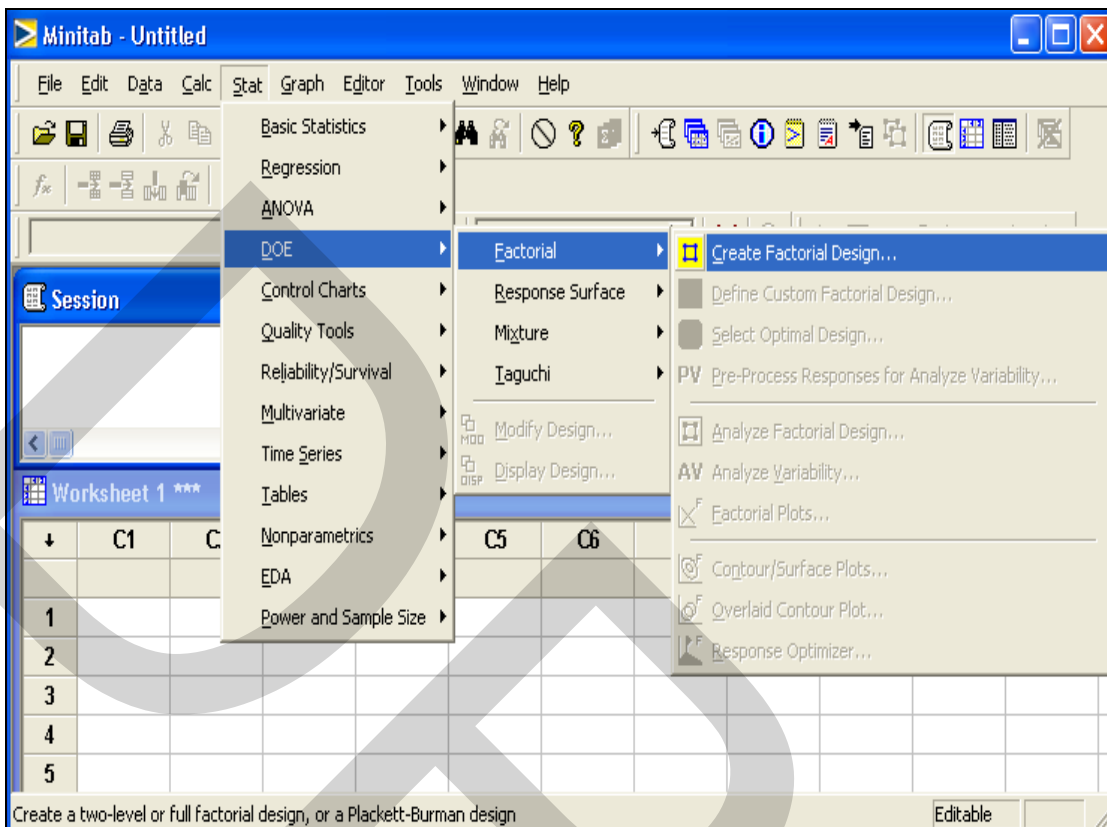 Minitab - Untitled
File Edit Data Calc Stat Graph Editor Tools Window Help
Basic Statistics
Regression
ANOVA
DOE
Control Charts
Quality Tools
Reliability/Survival
Multivariate
Time Series
Tables
Nonparametrics
EDA
Power and Sample Size
Factorial
Response Surface
Mixture
Taguchi
MOD Modify Design...
DISP Display Design...
Create Factorial Design...
Define Custom Factorial Design...
Select Optimal Design...
PV Pre-Process Responses for Analyze Variability...
Analyze Factorial Design...
AV Analyze Variability...
Factorial Plots...
Contour/Surface Plots...
Overlaid Contour Plot...
Response Optimizer...
Session
Worksheet 1 ***
C1 C C5 C6
1
2
3
4
5
Create a two-level or full factorial design, or a Plackett-Burman design Editable